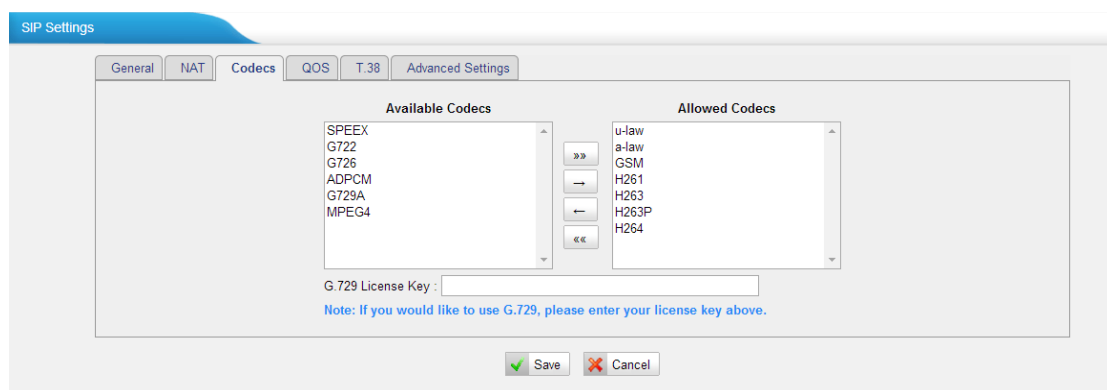 SIP Settings
General NAT Codecs QOS T.38 Advanced Settings
Available Codecs
SPEEX
G722
G726
ADPCM
G729A
MPEG4
»»
→
←
««
Allowed Codecs
u-law
a-law
GSM
H261
H263
H263P
H264
G.729 License Key :
Note: If you would like to use G.729, please enter your license key above.
Save Cancel